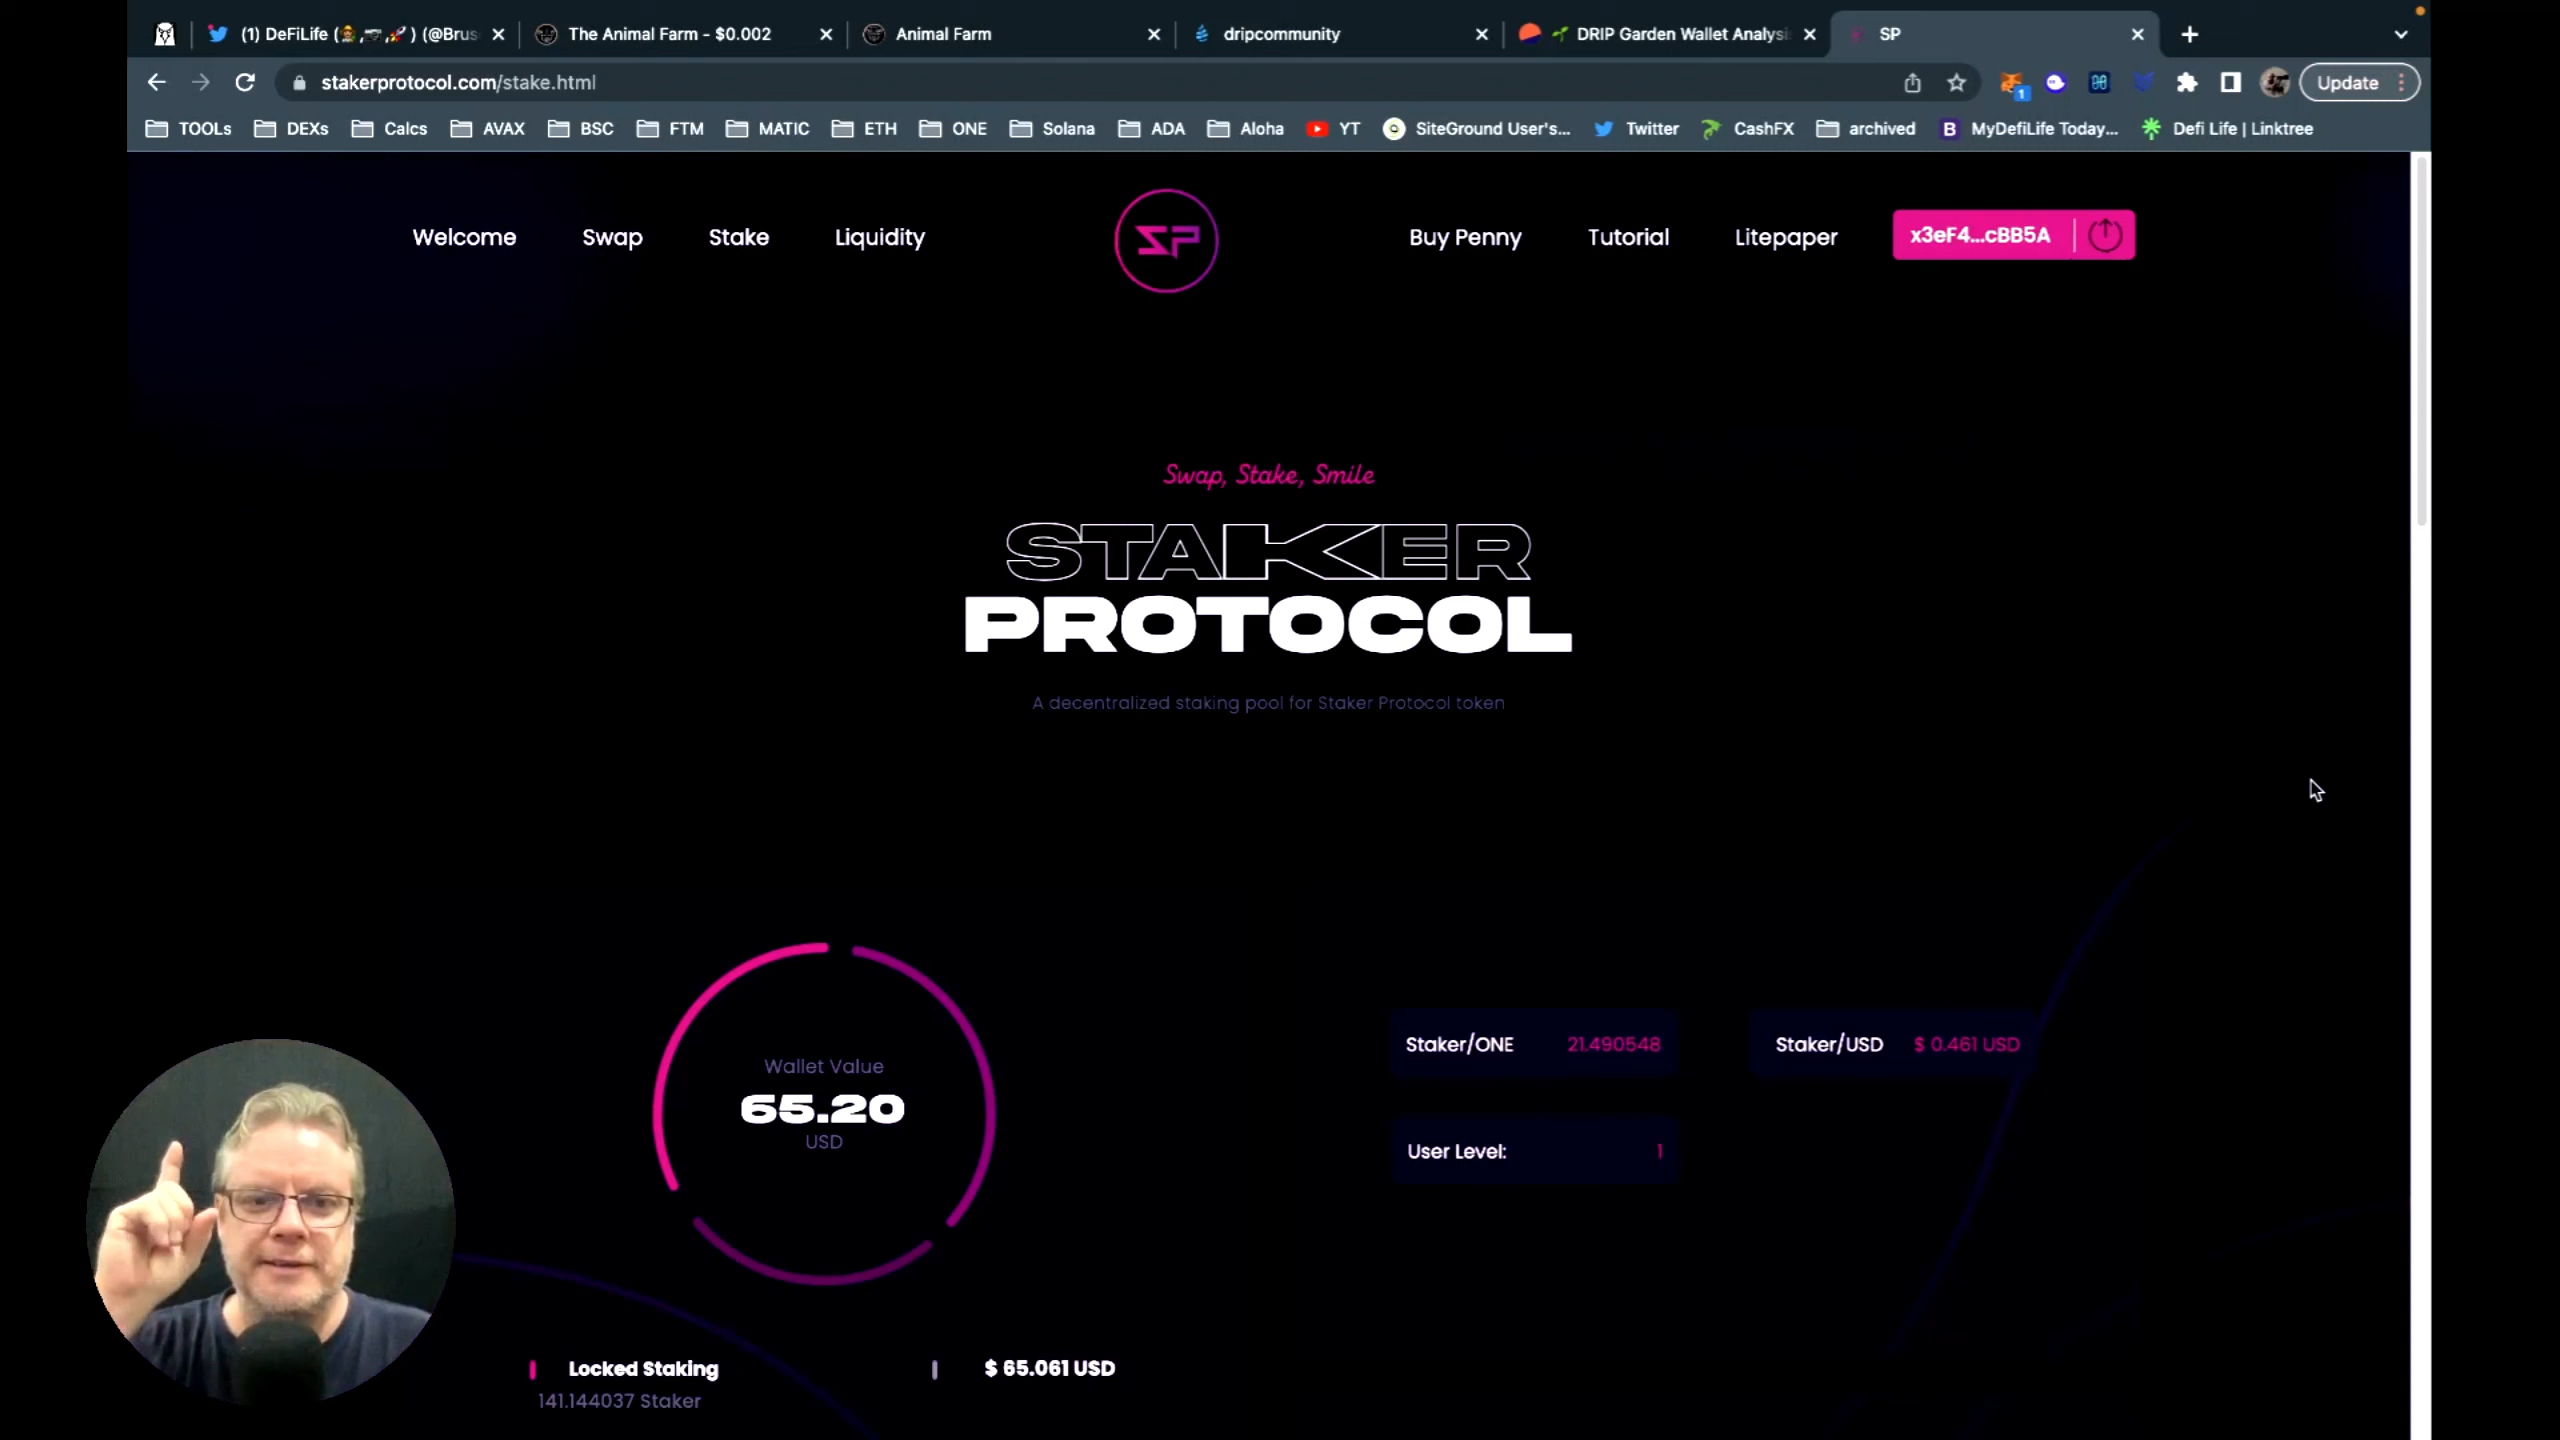 (1) DeFiLife ( , , ) (@Brus
The Animal Farm - $0.002
Animal Farm
dripcommunity
DRIP Garden Wallet Analysi
SP
stakerprotocol.com/stake.html
1
Update
TOOLs
DEXs
Calcs
AVAX
BSC
FTM
MATIC
ETH
ONE
Solana
ADA
Aloha
YT
SiteGround User's...
Twitter
CashFX
archived
B
MyDefiLife Today...
Defi Life | Linktree
Welcome
Swap
Stake
Liquidity
SP
Buy Penny
Tutorial
Litepaper
x3eF4...cBB5A
Swap, Stake, Smile
STAKER
PROTOCOL
A decentralized staking pool for Staker Protocol token
Wallet Value
65.20
USD
Staker/ONE 21.490548
Staker/USD $ 0.461 USD
User Level: 1
Locked Staking
$ 65.061 USD
141.144037 Staker